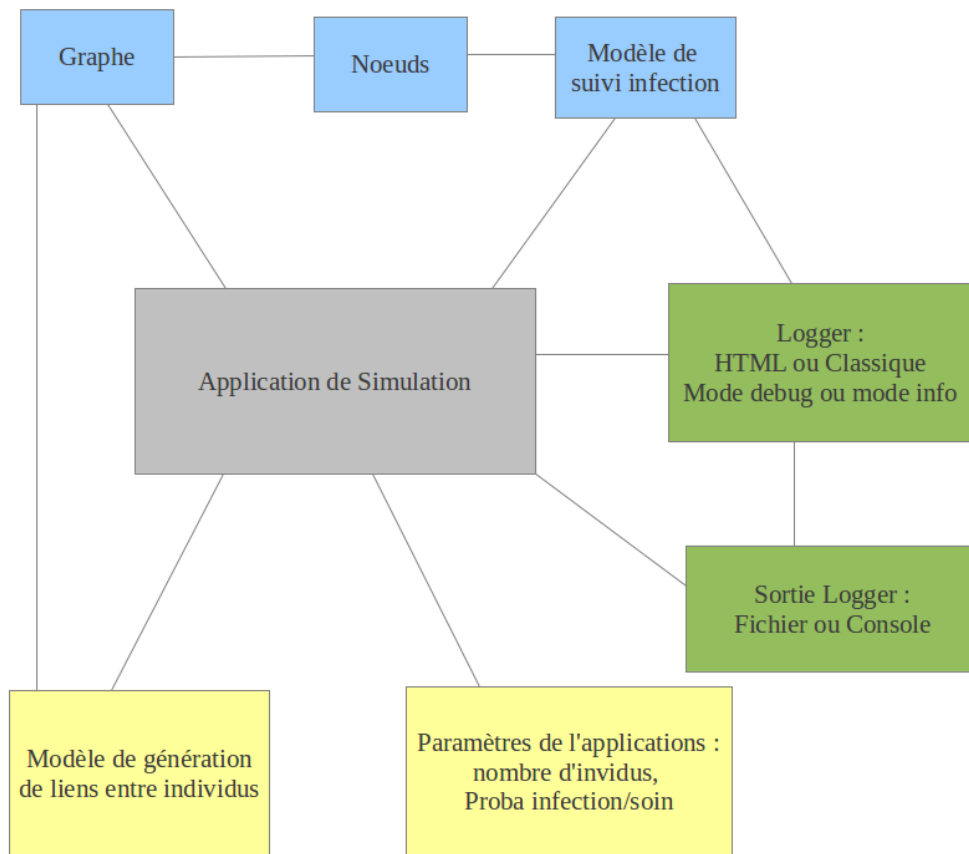 Graphe
Noeuds
Modèle de
suivi infection
Application de Simulation
Logger :
HTML ou Classique
Mode debug ou mode info
Sortie Logger :
Fichier ou Console
Modèle de génération
de liens entre individus
Paramètres de l'applications :
nombre d'invidus,
Proba infection/soin